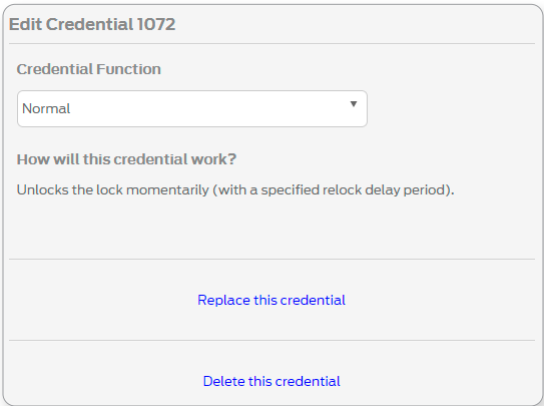 Edit Credential 1072
Credential Function
Normal
How will this credential work?
Unlocks the lock momentarily (with a specified relock delay period).
Replace this credential
Delete this credential